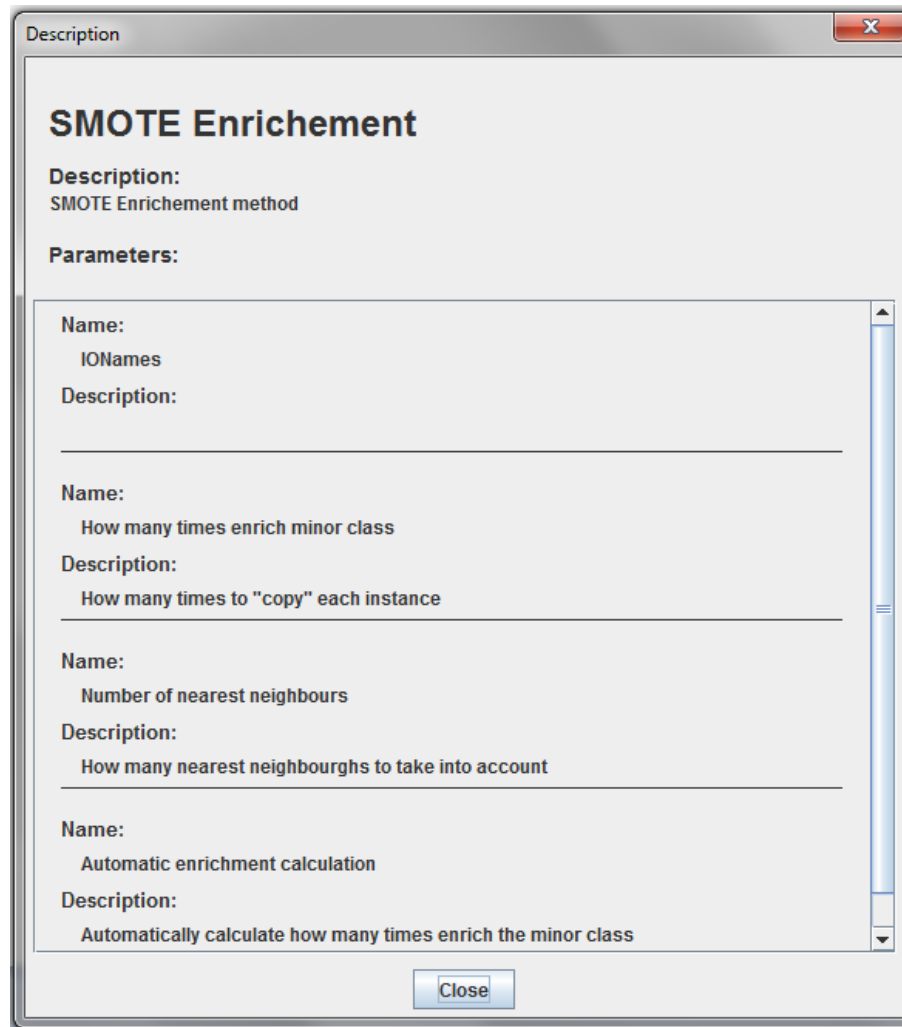 Description
SMOTE Enrichement
Description:
SMOTE Enrichement method
Parameters:
Name:
IONames
Description:
Name:
How many times enrich minor class
Description:
How many times to "copy" each instance
Name:
Number of nearest neighbours
Description:
How many nearest neighbourghs to take into account
Name:
Automatic enrichment calculation
Description:
Automatically calculate how many times enrich the minor class
Close